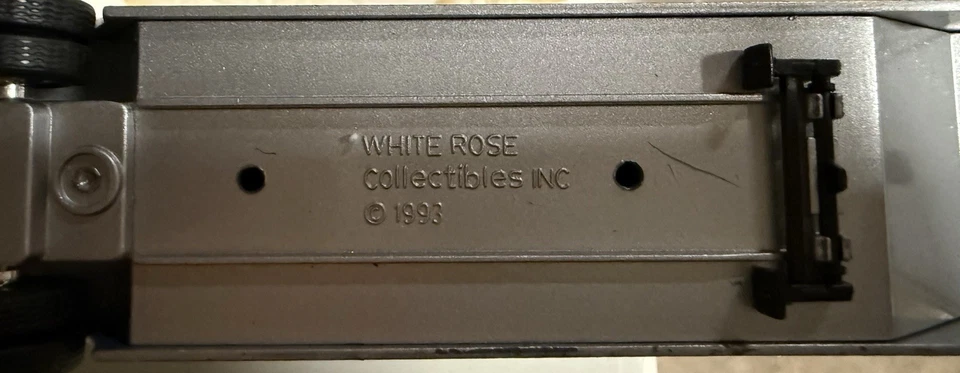 WHITE ROSE
Collectibles INC
© 1993